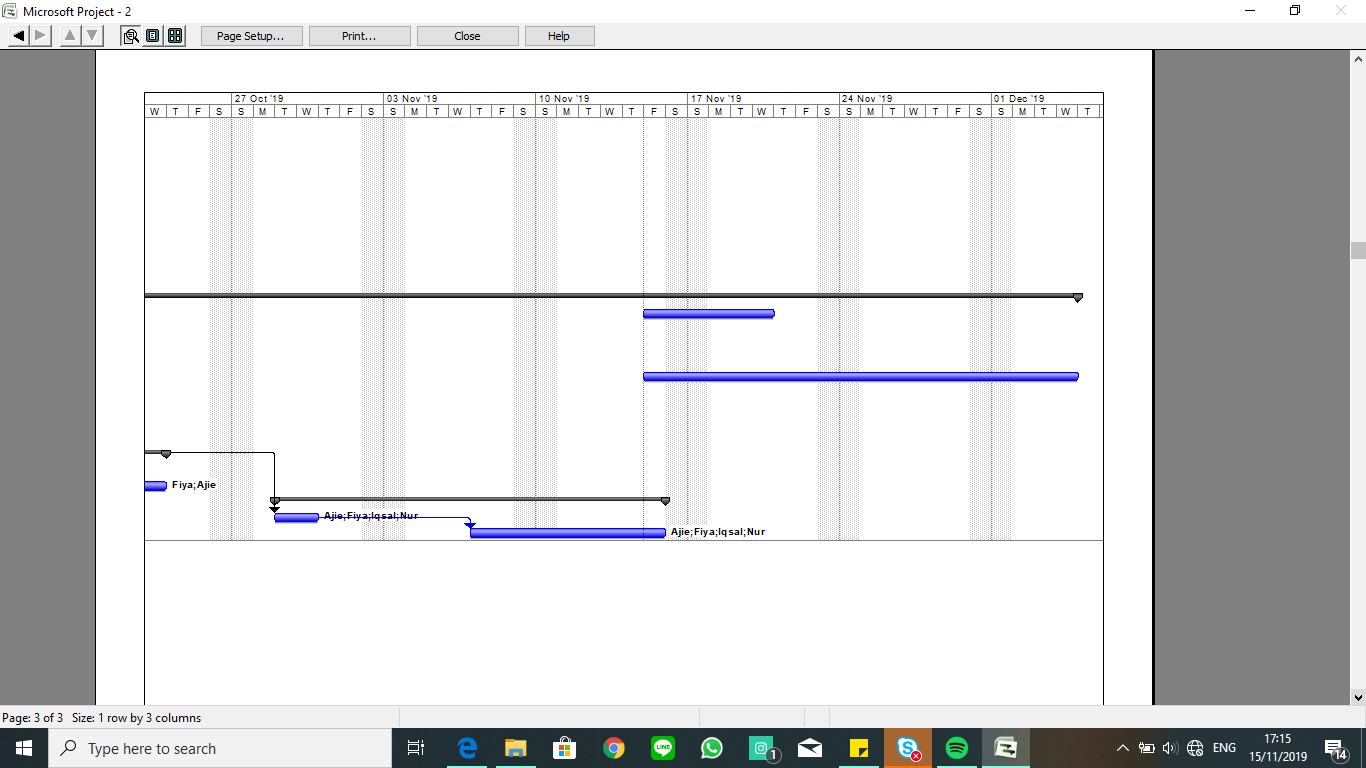 Microsoft Project - 2
Page Setup... Print... Close Help
27 Oct '19 03 Nov '19 10 Nov '19 17 Nov '19 24 Nov '19 01 Dec '19
W T F S S M T W T F S S M T W T F S S M T W T F S S M T W T F S S M T W T F S S M T W T
Fiya;Ajie
Ajie;Fiya;Iqsal;Nur
Ajie;Fiya;Iqsal;Nur
Page: 3 of 3 Size: 1 row by 3 columns
Type here to search
LINE
1
ENG
17:15
15/11/2019
14